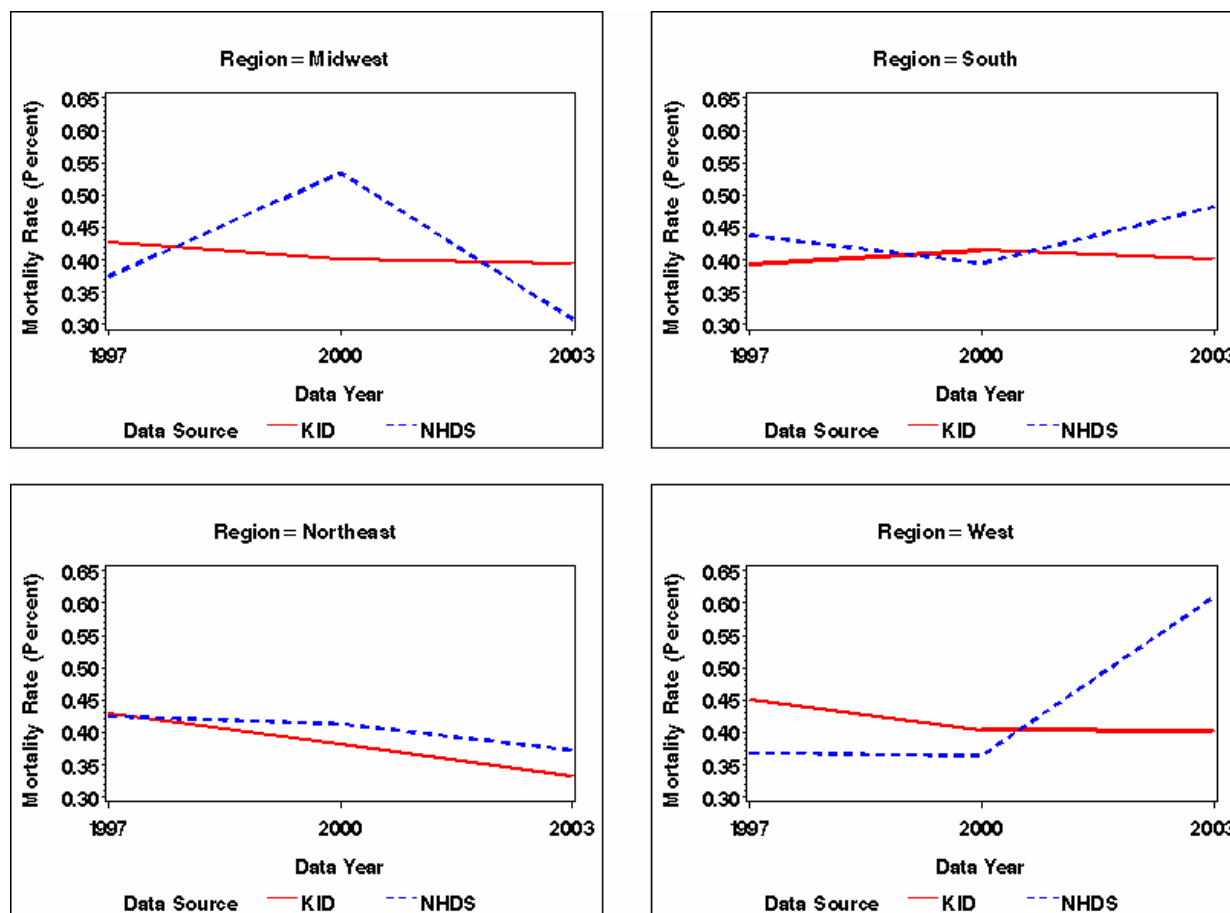 Region= Midwest
Mortality Rate (Percent)
0.65
0.60
0.55
0.50
0.45
0.40
0.35
0.30
1997 2000 2003
Data Year
Data Source KID NHDS
Region= South
Mortality Rate (Percent)
0.65
0.60
0.55
0.50
0.45
0.40
0.35
0.30
1997 2000 2003
Data Year
Data Source KID NHDS
Region= Northeast
Mortality Rate (Percent)
0.65
0.60
0.55
0.50
0.45
0.40
0.35
0.30
1997 2000 2003
Data Year
Data Source KID NHDS
Region= West
Mortality Rate (Percent)
0.65
0.60
0.55
0.50
0.45
0.40
0.35
0.30
1997 2000 2003
Data Year
Data Source KID NHDS